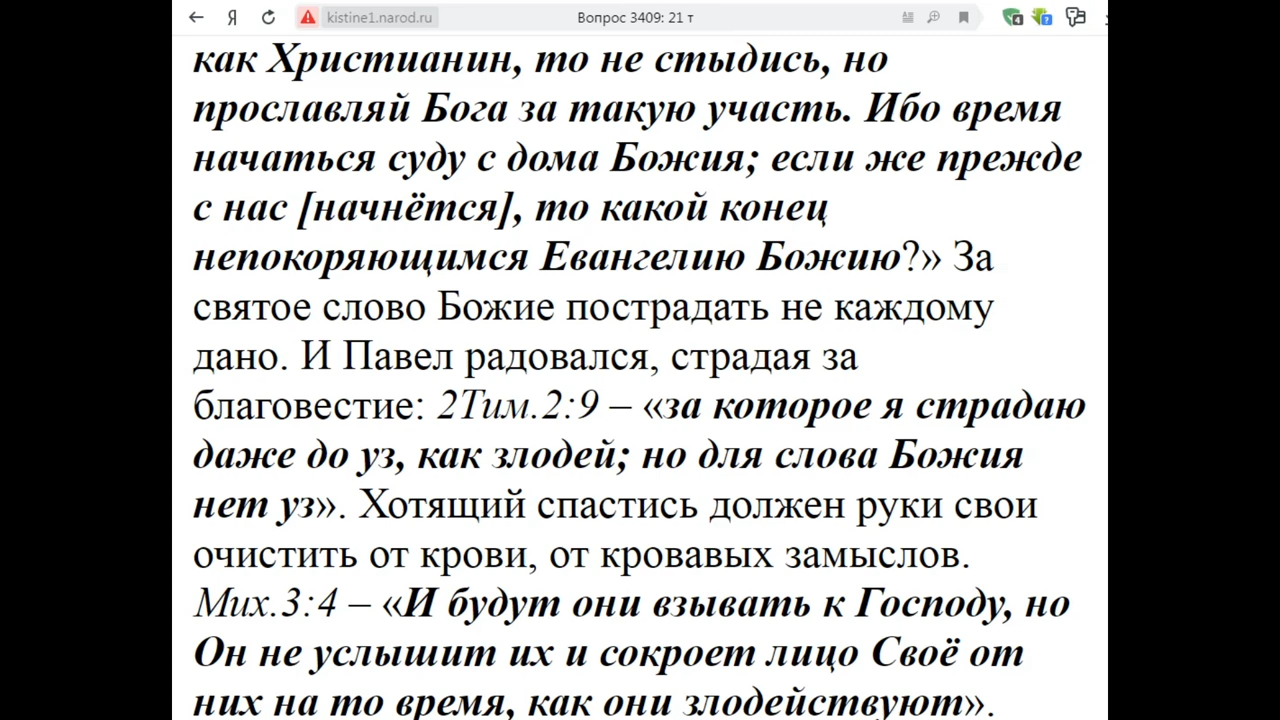 Я
kistine1.narod.ru
Вопрос 3409: 21 т
4
?
как Христианин, то не стыдись, но
прославляй Бога за такую участь. Ибо время
начаться суду с дома Божия; если же прежде
с нас [начнётся], то какой конец
непокоряющимся Евангелию Божию?» За
святое слово Божие пострадать не каждому
дано. И Павел радовался, страдая за
благовестие: 2Тим.2:9 – «за которое я страдаю
даже до уз, как злодей; но для слова Божия
нет уз». Хотящий спастись должен руки свои
очистить от крови, от кровавых замыслов.
Мих.3:4 – «И будут они взывать к Господу, но
Он не услышит их и сокроет лицо Своё от
них на то время, как они злодействуют».